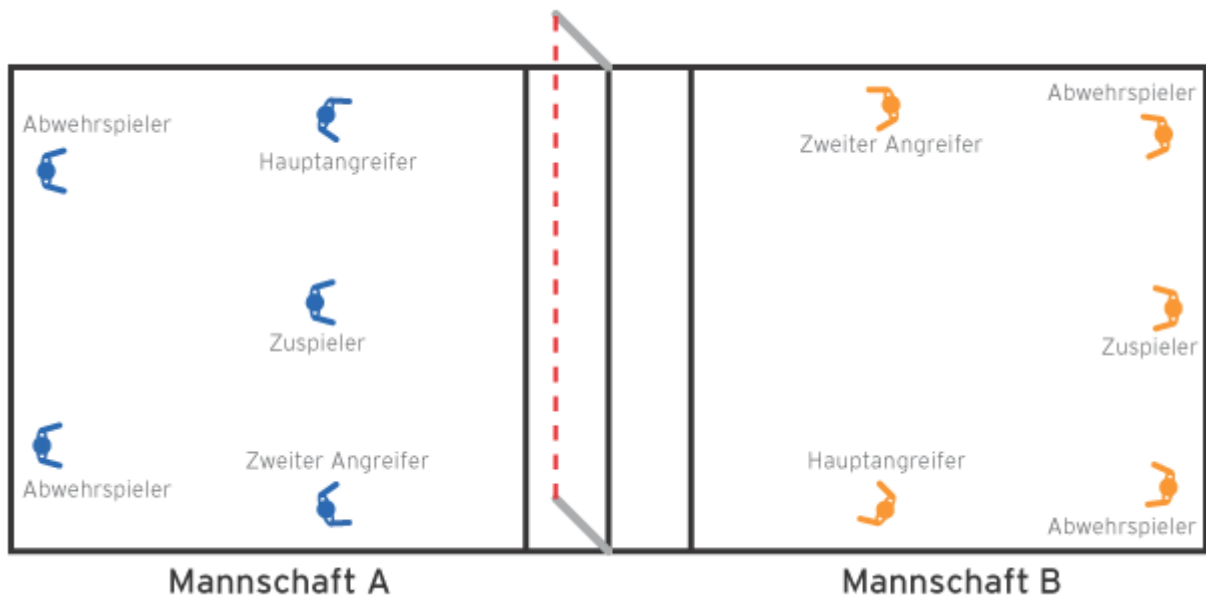 Abwehrspieler
Hauptangreifer
Zuspieler
Zweiter Angreifer
Abwehrspieler
Mannschaft A
Abwehrspieler
Zweiter Angreifer
Zuspieler
Hauptangreifer
Abwehrspieler
Mannschaft B